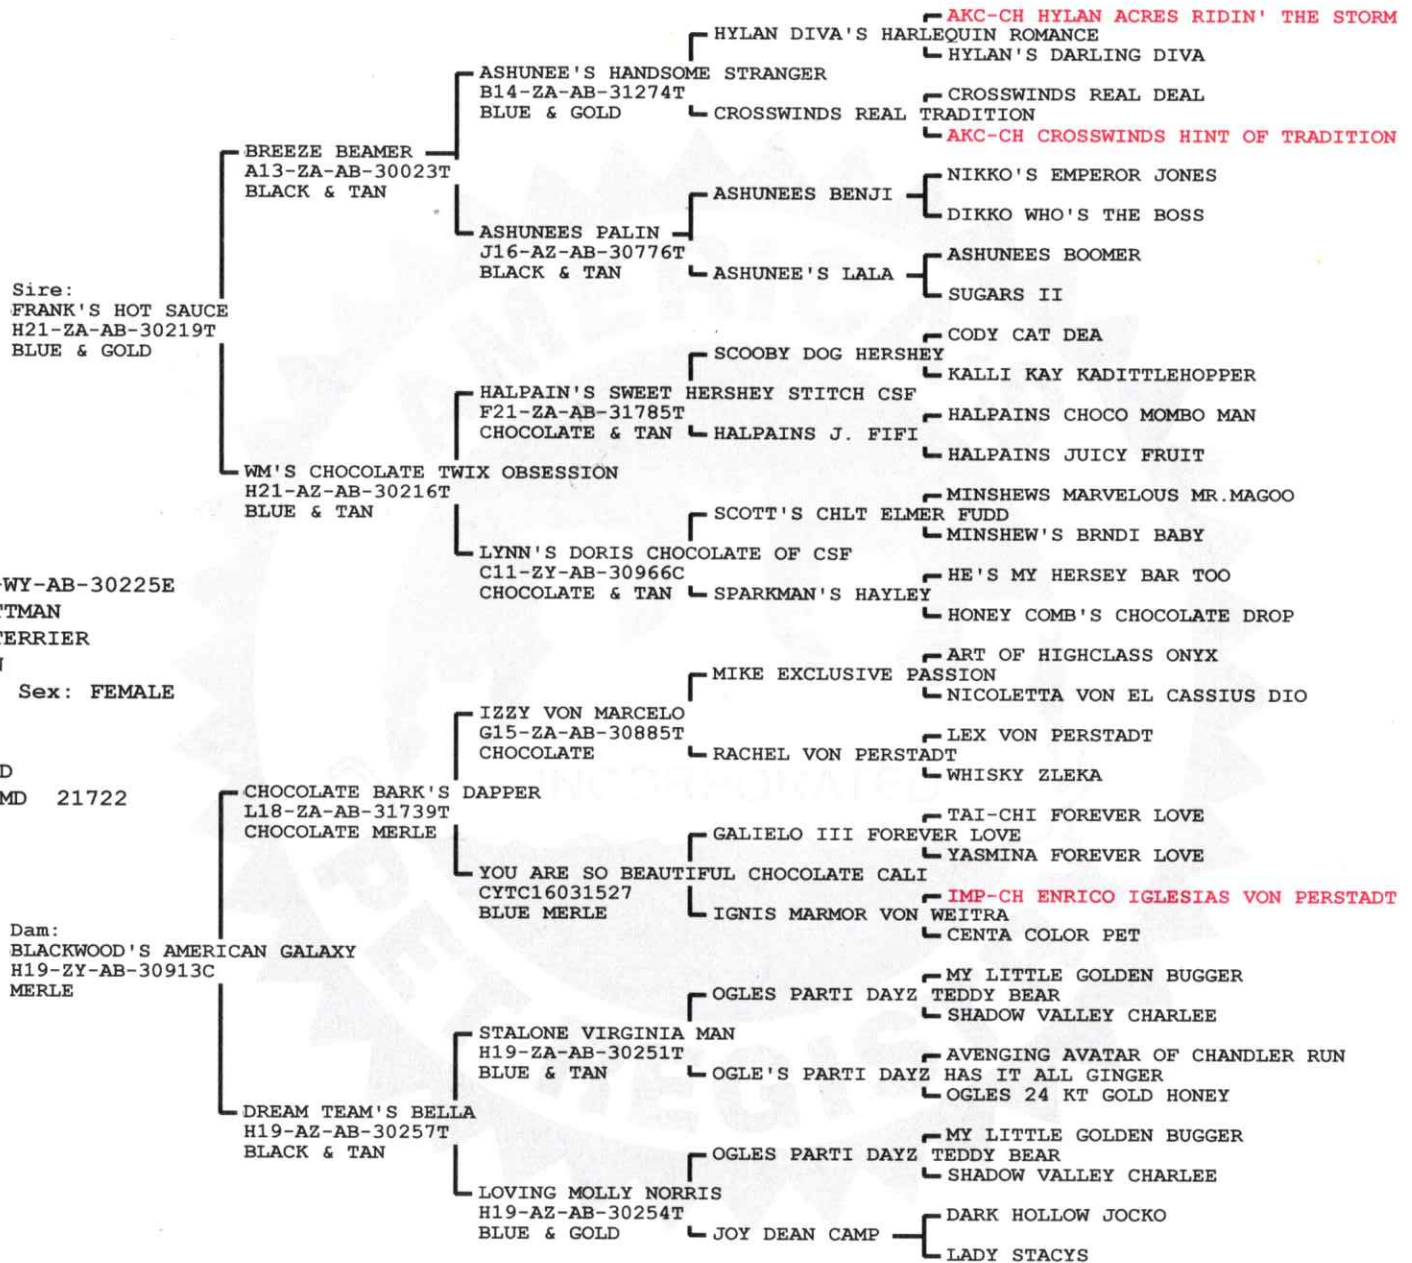 -WY-AB-30225E
TTMAN
TERRIER
N
Sex: FEMALE
D
MD 21722
Sire:
FRANK'S HOT SAUCE
H21-ZA-AB-30219T
BLUE & GOLD
Dam:
BLACKWOOD'S AMERICAN GALAXY
H19-ZY-AB-30913C
MERLE
BREEZE BEAMER
A13-ZA-AB-30023T
BLACK & TAN
WM'S CHOCOLATE TWIX OBSESSION
H21-AZ-AB-30216T
BLUE & TAN
CHOCOLATE BARK'S DAPPER
L18-ZA-AB-31739T
CHOCOLATE MERLE
DREAM TEAM'S BELLA
H19-AZ-AB-30257T
BLACK & TAN
ASHUNEE'S HANDSOME STRANGER
B14-ZA-AB-31274T
BLUE & GOLD
ASHUNEES PALIN
J16-AZ-AB-30776T
BLACK & TAN
HALPAIN'S SWEET HERSHEY STITCH CSF
F21-ZA-AB-31785T
CHOCOLATE & TAN
LYNN'S DORIS CHOCOLATE OF CSF
C11-ZY-AB-30966C
CHOCOLATE & TAN
IZZY VON MARCELO
G15-ZA-AB-30885T
CHOCOLATE
YOU ARE SO BEAUTIFUL CHOCOLATE CALI
CYTC16031527
BLUE MERLE
STALONE VIRGINIA MAN
H19-ZA-AB-30251T
BLUE & TAN
LOVING MOLLY NORRIS
H19-AZ-AB-30254T
BLUE & GOLD
HYLAN DIVA'S HARLEQUIN ROMANCE
CROSSWINDS REAL TRADITION
ASHUNEES BENJI
ASHUNEE'S LALA
SCOOBY DOG HERSHEY
HALPAINS J. FIFI
SCOTT'S CHLT ELMER FUDD
SPARKMAN'S HAYLEY
MIKE EXCLUSIVE PASSION
RACHEL VON PERSTADT
GALIELO III FOREVER LOVE
IGNIS MARMOR VON WEITRA
OGLES PARTI DAYZ TEDDY BEAR
OGLE'S PARTI DAYZ HAS IT ALL GINGER
OGLES PARTI DAYZ TEDDY BEAR
JOY DEAN CAMP
AKC-CH HYLAN ACRES RIDIN' THE STORM
HYLAN'S DARLING DIVA
CROSSWINDS REAL DEAL
AKC-CH CROSSWINDS HINT OF TRADITION
NIKKO'S EMPEROR JONES
DIKKO WHO'S THE BOSS
ASHUNEES BOOMER
SUGARS II
CODY CAT DEA
KALLI KAY KADITTLEHOPPER
HALPAINS CHOCO MOMBO MAN
HALPAINS JUICY FRUIT
MINSHEWS MARVELOUS MR.MAGOO
MINSHEW'S BRNDI BABY
HE'S MY HERSEY BAR TOO
HONEY COMB'S CHOCOLATE DROP
ART OF HIGHCLASS ONYX
NICOLETTA VON EL CASSIUS DIO
LEX VON PERSTADT
WHISKY ZLEKA
TAI-CHI FOREVER LOVE
YASMINA FOREVER LOVE
IMP-CH ENRICO IGLESIAS VON PERSTADT
CENTA COLOR PET
MY LITTLE GOLDEN BUGGER
SHADOW VALLEY CHARLEE
AVENGING AVATAR OF CHANDLER RUN
OGLES 24 KT GOLD HONEY
MY LITTLE GOLDEN BUGGER
SHADOW VALLEY CHARLEE
DARK HOLLOW JOCKO
LADY STACYS
AMERICA'S
PET REGISTRY
INCORPORATED